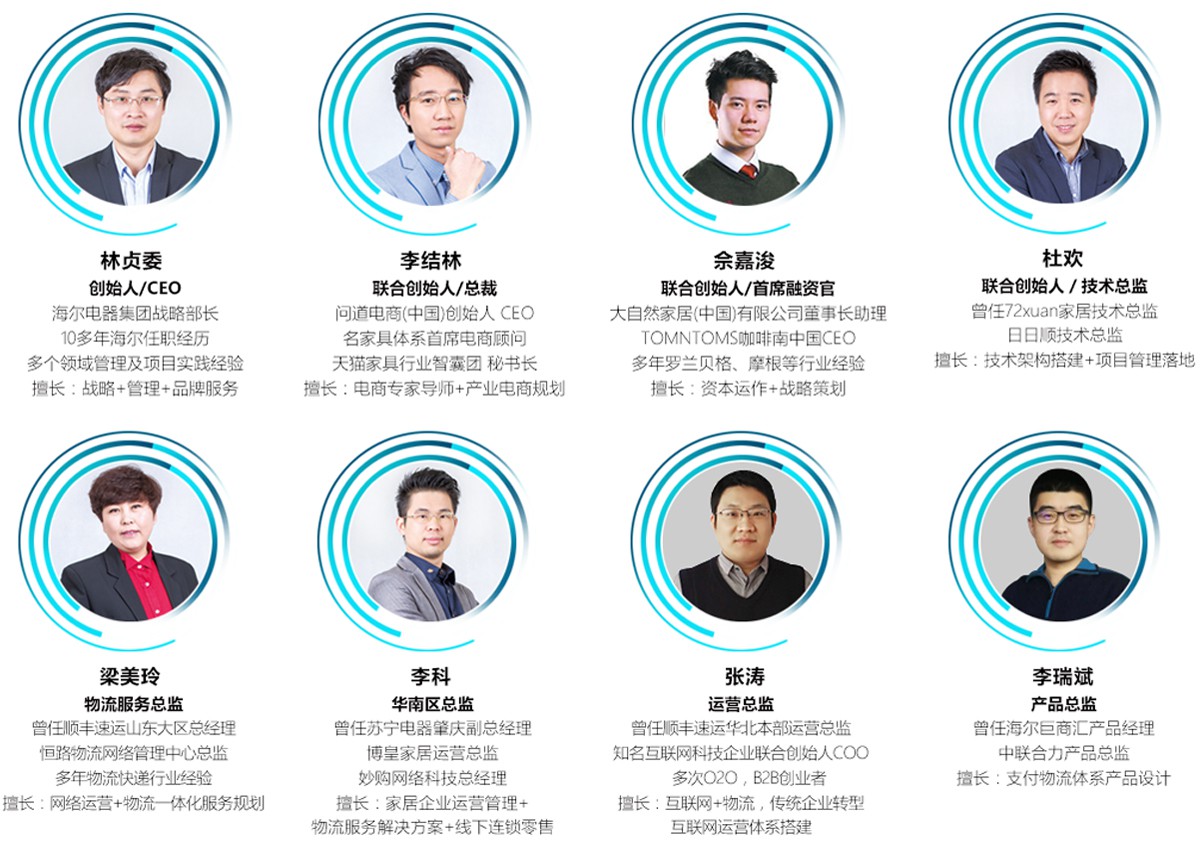 林贞委
创始人/CEO
海尔电器集团战略部长
10多年海尔任职经历
多个领域管理及项目实践经验
擅长：战略+管理+品牌服务
李结林
联合创始人/总裁
问道电商(中国)创始人 CEO
名家具体系首席电商顾问
天猫家具行业智囊团 秘书长
擅长：电商专家导师+产业电商规划
佘嘉浚
联合创始人/首席融资官
大自然家居(中国)有限公司董事长助理
TOMNTOMS咖啡南中国CEO
多年罗兰贝格、摩根等行业经验
擅长：资本运作+战略策划
杜欢
联合创始人 / 技术总监
曾任72xuan家居技术总监
日日顺技术总监
擅长：技术架构搭建+项目管理落地
梁美玲
物流服务总监
曾任顺丰速运山东大区总经理
恒路物流网络管理中心总监
多年物流快递行业经验
擅长：网络运营+物流一体化服务规划
李科
华南区总监
曾任苏宁电器肇庆副总经理
博皇家居运营总监
妙购网络科技总经理
擅长：家居企业运营管理+
物流服务解决方案+线下连锁零售
张涛
运营总监
曾任顺丰速运华北本部运营总监
知名互联网科技企业联合创始人COO
多次O2O，B2B创业者
擅长：互联网+物流，传统企业转型
互联网运营体系搭建
李瑞斌
产品总监
曾任海尔巨商汇产品经理
中联合力产品总监
擅长：支付物流体系产品设计